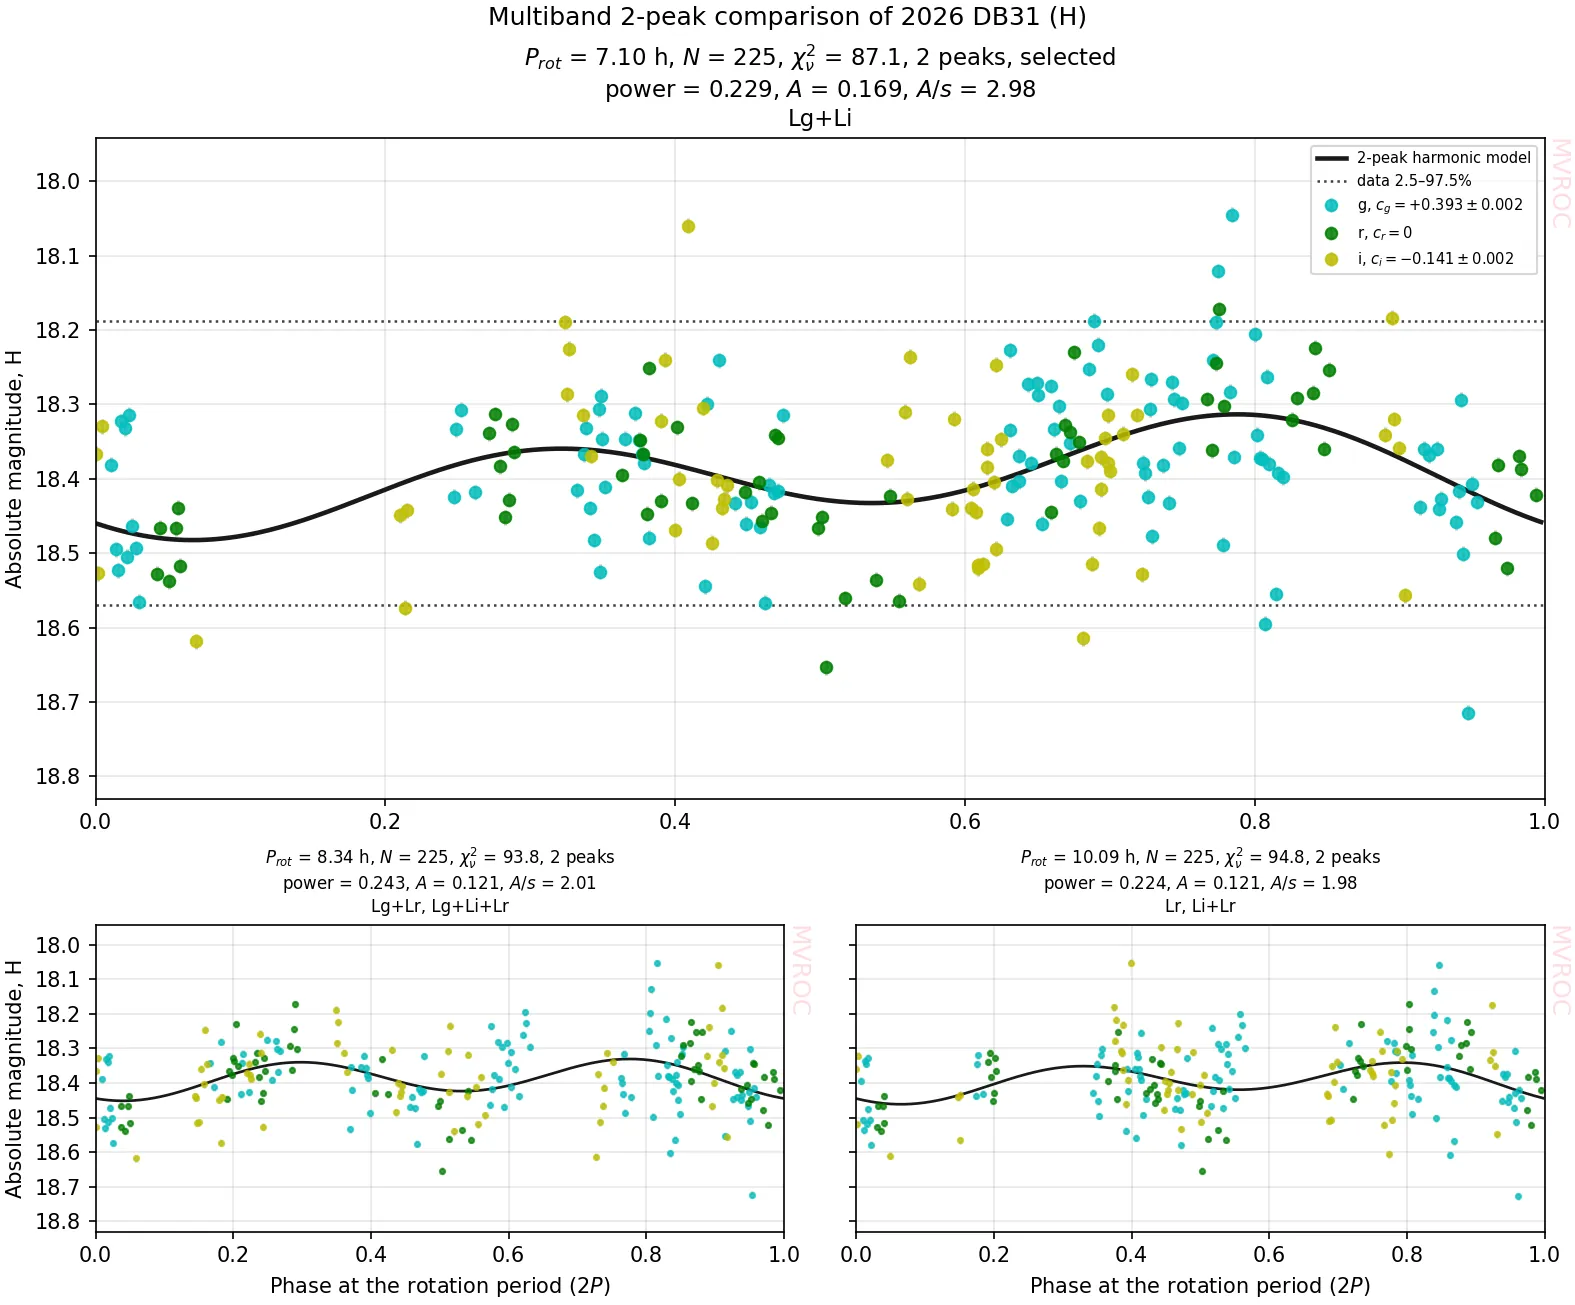 Multiband 2-peak comparison of 2026 DB31 (H)
P_rot = 7.10 h, N = 225, χ²_ν = 87.1, 2 peaks, selected
power = 0.229, A = 0.169, A/s = 2.98
Lg+Li
2-peak harmonic model
data 2.5–97.5%
g, c_g = +0.393 ± 0.002
r, c_r = 0
i, c_i = −0.141 ± 0.002
MVROC
Absolute magnitude, H
18.0
18.1
18.2
18.3
18.4
18.5
18.6
18.7
18.8
0.0 0.2 0.4 0.6 0.8 1.0
P_rot = 8.34 h, N = 225, χ²_ν = 93.8, 2 peaks
power = 0.243, A = 0.121, A/s = 2.01
Lg+Lr, Lg+Li+Lr
MVROC
Absolute magnitude, H
18.0
18.1
18.2
18.3
18.4
18.5
18.6
18.7
18.8
0.0 0.2 0.4 0.6 0.8 1.0
Phase at the rotation period (2P)
P_rot = 10.09 h, N = 225, χ²_ν = 94.8, 2 peaks
power = 0.224, A = 0.121, A/s = 1.98
Lr, Li+Lr
MVROC
0.0 0.2 0.4 0.6 0.8 1.0
Phase at the rotation period (2P)